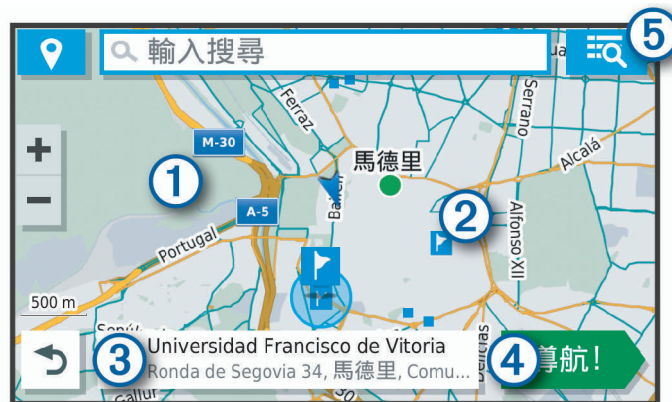 5
輸入搜尋
Ferraz
Serrano
M-30
馬德里
Alcalá
1
Bailén
2
A-5
Alfonso XII
Portugal
500 m
3
Universidad Francisco de Vitoria
4
導航!
Ronda de Segovia 34, 馬德里, Comu...
Delicias